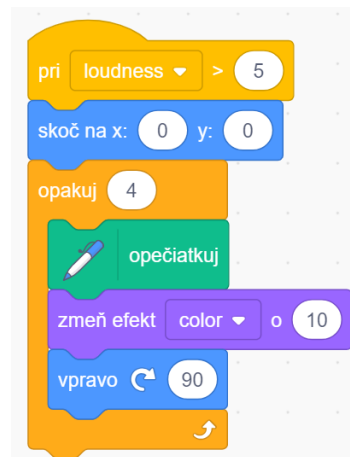 pri loudness > 5
skoč na x: 0 y: 0
opakuj 4
opečiatkuj
zmeň efekt color o 10
vpravo 90